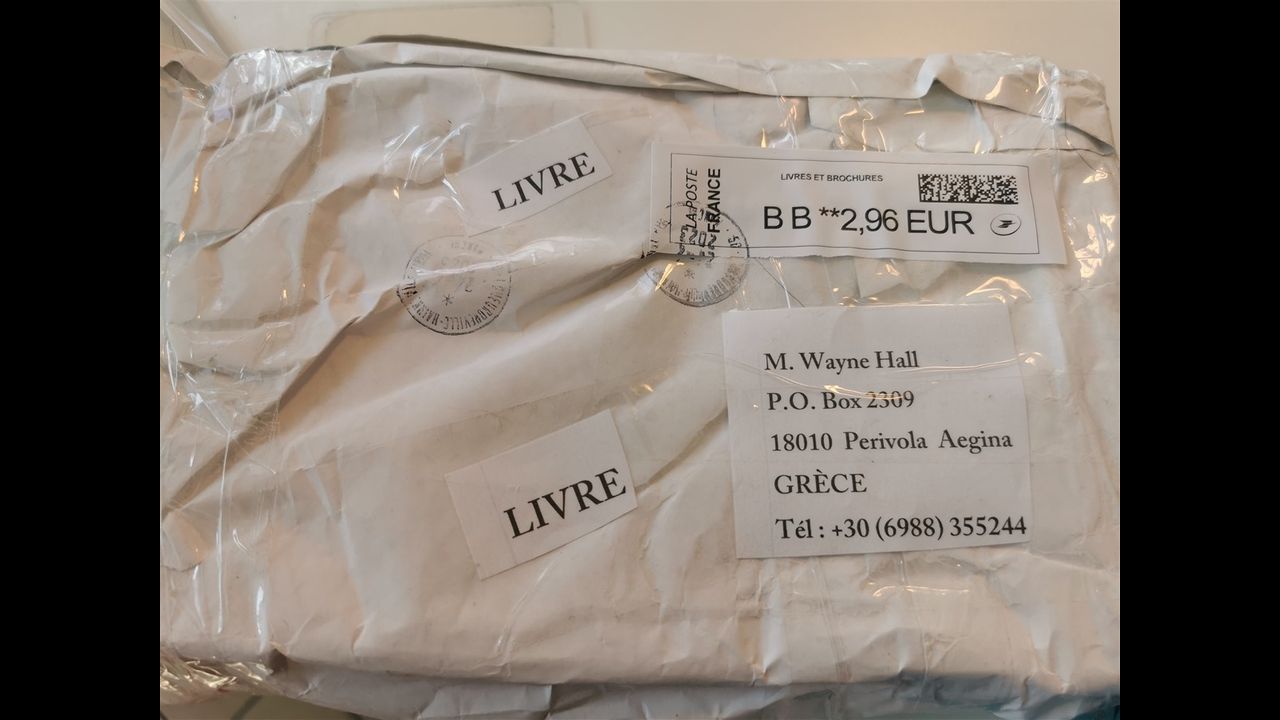 LIVRE
LA POSTE
FRANCE
LIVRES ET BROCHURES
B B **2,96 EUR
M. Wayne Hall
P.O. Box 2309
18010 Perivola Aegina
GRÈCE
Tél : +30 (6988) 355244
LIVRE